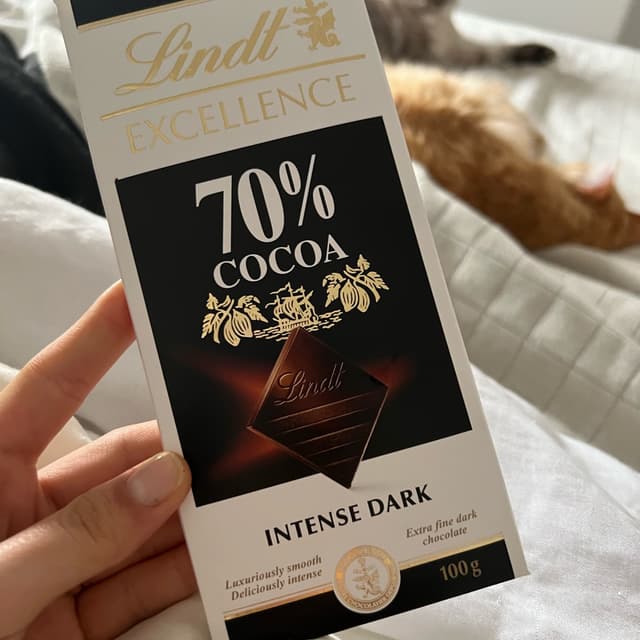 Lindt
EXCELLENCE
70%
COCOA
Lindt
INTENSE DARK
Luxuriously smooth
Deliciously intense
Extra fine dark
chocolate
100g